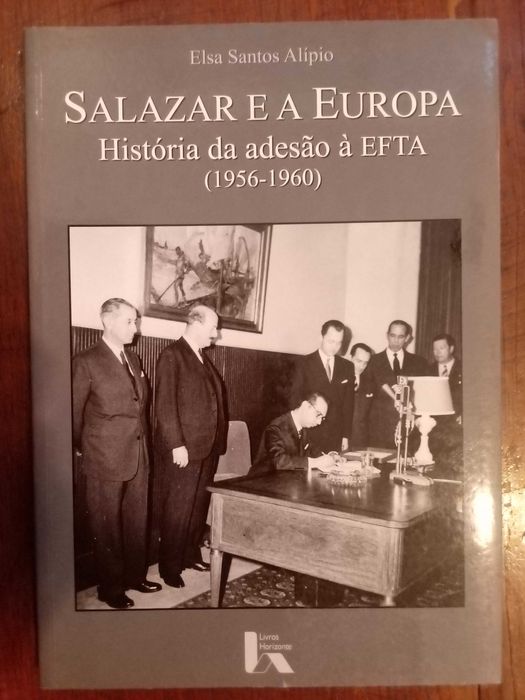 Elsa Santos Alípio
SALAZAR E A EUROPA
História da adesão à EFTA
(1956-1960)
Livros
Horizonte